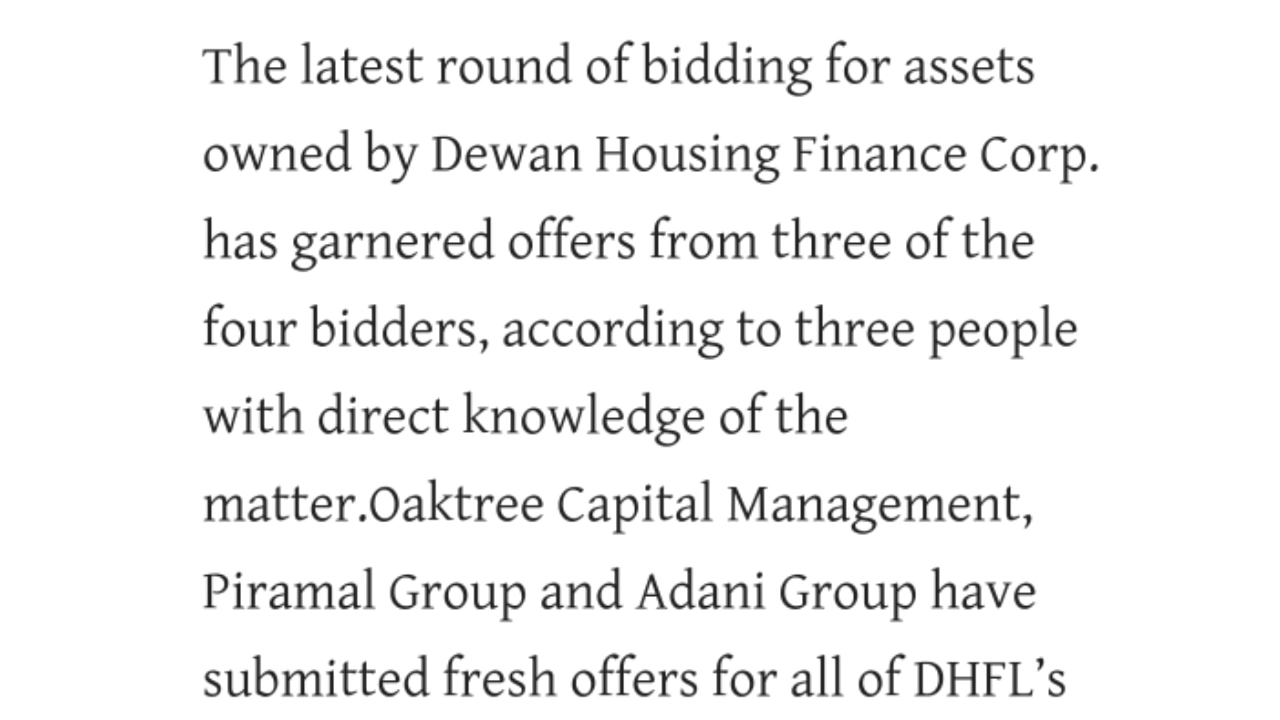 The latest round of bidding for assets
owned by Dewan Housing Finance Corp.
has garnered offers from three of the
four bidders, according to three people
with direct knowledge of the
matter.Oaktree Capital Management,
Piramal Group and Adani Group have
submitted fresh offers for all of DHFL’s